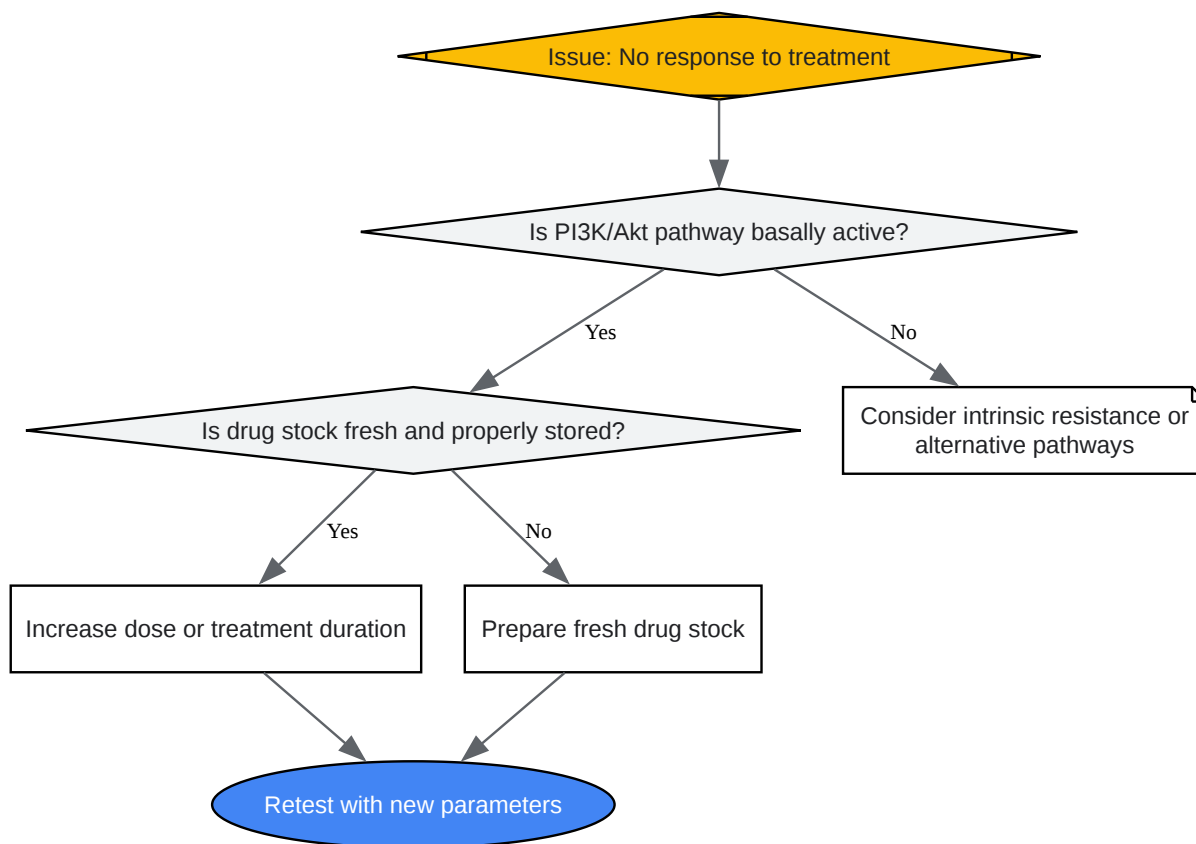 Issue: No response to treatment
Is PI3K/Akt pathway basally active?
Yes
No
Is drug stock fresh and properly stored?
Consider intrinsic resistance or
alternative pathways
Yes
No
Increase dose or treatment duration
Prepare fresh drug stock
Retest with new parameters